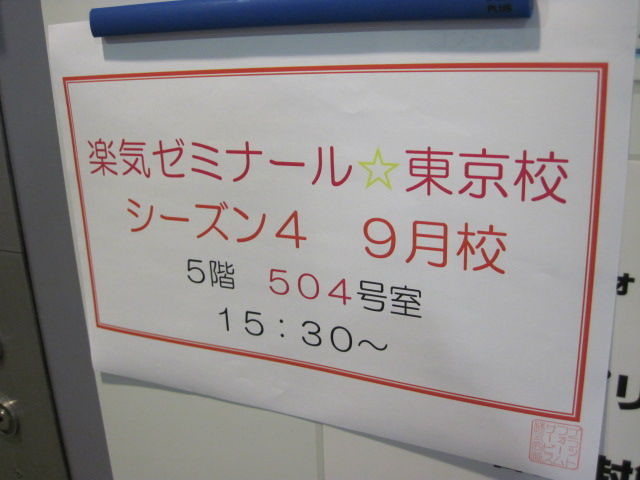 PLUS
楽気ゼミナール☆東京校
シーズン4 9月校
5階 504号室
15:30~